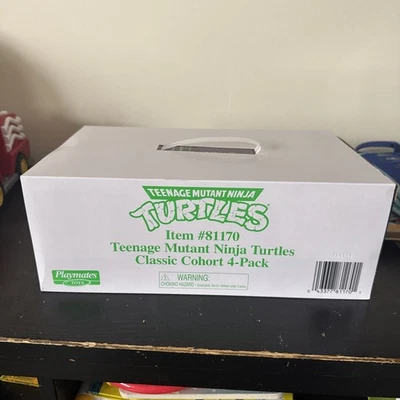 TEENAGE MUTANT NINJA
TURTLES
Item #81170
Teenage Mutant Ninja Turtles
Classic Cohort 4-Pack
Playmates
TOYS
WARNING:
CHOKING HAZARD